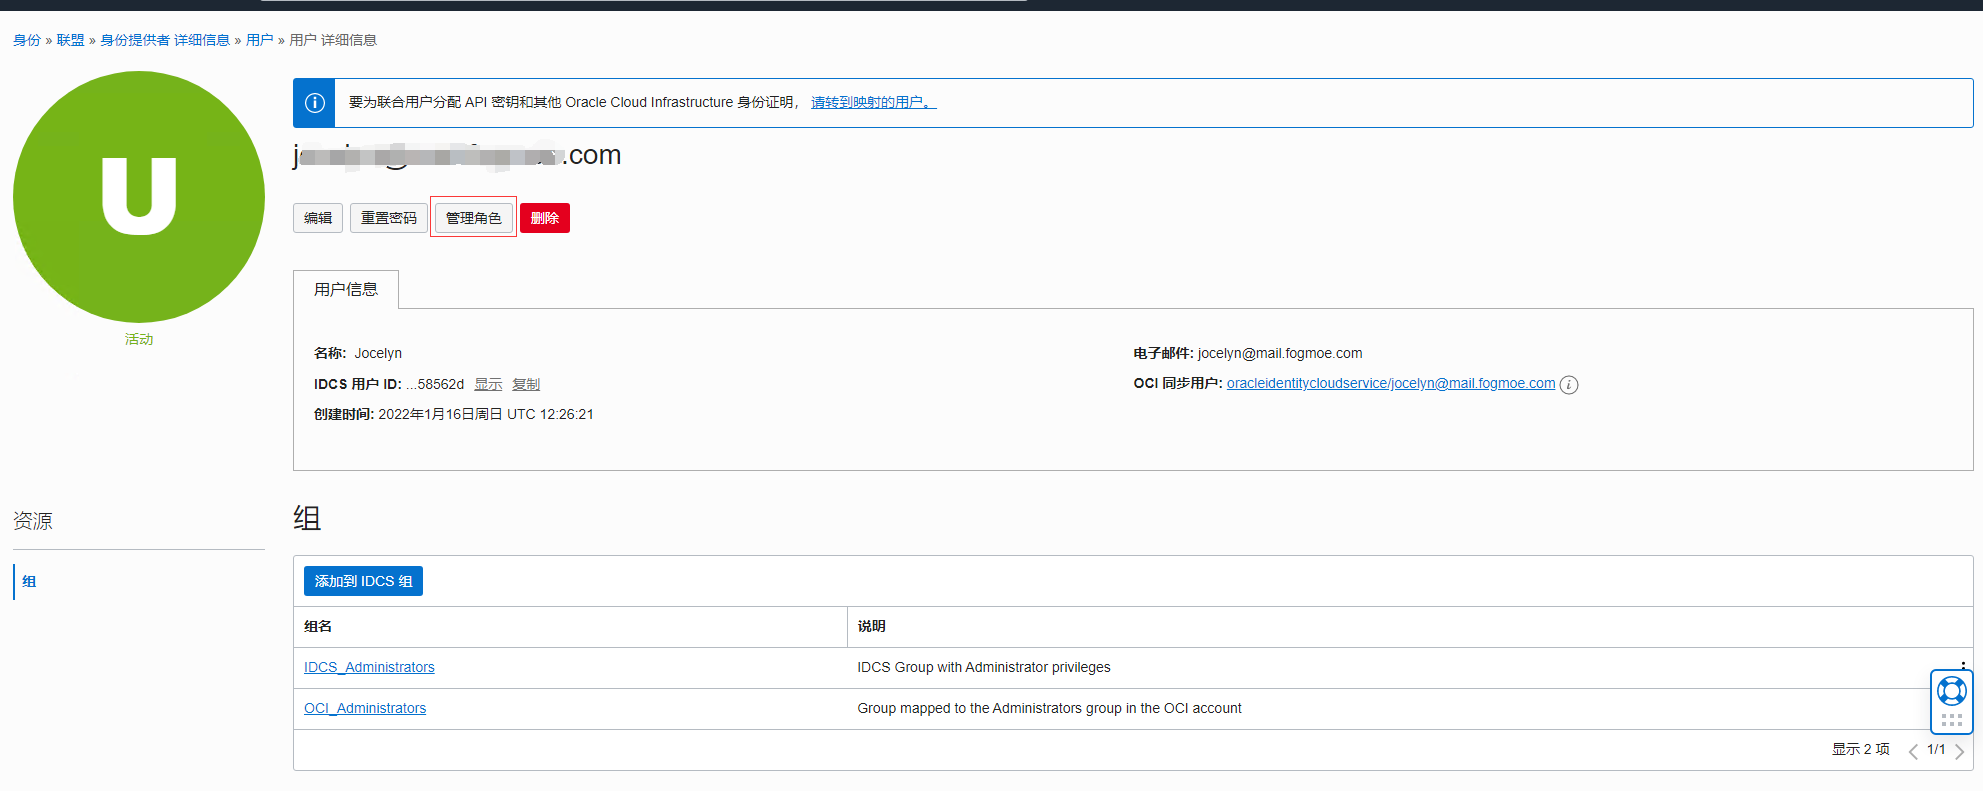 身份 » 联盟 » 身份提供者 详细信息 » 用户 » 用户 详细信息
U
活动
要为联合用户分配 API 密钥和其他 Oracle Cloud Infrastructure 身份证明， 请转到映射的用户。
.com
编辑 重置密码 管理角色 删除
用户信息
名称: Jocelyn
IDCS 用户 ID: ...58562d 显示 复制
创建时间: 2022年1月16日周日 UTC 12:26:21
电子邮件: jocelyn@mail.fogmoe.com
OCI 同步用户: oracleidentitycloudservice/jocelyn@mail.fogmoe.com
资源
组
组
添加到 IDCS 组
组名 说明
IDCS_Administrators IDCS Group with Administrator privileges
OCI_Administrators Group mapped to the Administrators group in the OCI account
显示 2 项 1/1